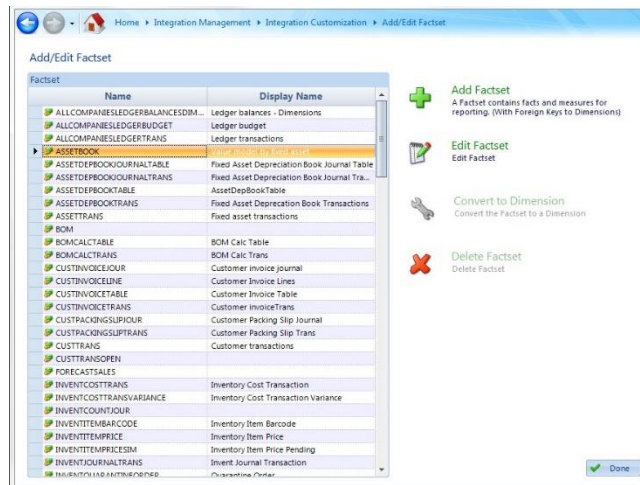 Home ▸ Integration Management ▸ Integration Customization ▸ Add/Edit Factset
Add/Edit Factset
Factset
Name Display Name
ALLCOMPANIESLEDGERBALANCESDIM... Ledger balances - Dimensions
ALLCOMPANIESLEDGERBUDGET Ledger budget
ALLCOMPANIESLEDGERTRANS Ledger transactions
ASSETBOOK Value model by fixed asset
ASSETDEPBOOKJOURNALTABLE Fixed Asset Depreciation Book Journal Table
ASSETDEPBOOKJOURNALTRANS Fixed Asset Depreciation Book Journal Tra...
ASSETDEPBOOKTABLE AssetDepBookTable
ASSETDEPBOOKTRANS Fixed Asset Deprecation Book Transactions
ASSETTRANS Fixed asset transactions
BOM
BOMCALCTABLE BOM Calc Table
BOMCALCTRANS BOM Calc Trans
CUSTINVOICEJOUR Customer invoice journal
CUSTINVOICELINE Customer Invoice Lines
CUSTINVOICETABLE Customer Invoice Table
CUSTINVOICETRANS Customer invoiceTrans
CUSTPACKINGSLIPJOUR Customer Packing Slip Journal
CUSTPACKINGSLIPTRANS Customer Packing Slip Trans
CUSTTRANS Customer transactions
CUSTTRANSOPEN
FORECASTSALES
INVENTCOSTTRANS Inventory Cost Transaction
INVENTCOSTTRANSVARIANCE Inventory Cost Transaction Variance
INVENTCOUNTJOUR
INVENTITEMBARCODE Inventory Item Barcode
INVENTITEMPRICE Inventory Item Price
INVENTITEMPRICESIM Inventory Item Price Pending
INVENTJOURNALTRANS Invent Journal Transaction
INVENTQUARANTINEORDER Quarantine Order
Add Factset
A Factset contains facts and measures for
reporting. (With Foreign Keys to Dimensions)
Edit Factset
Edit Factset
Convert to Dimension
Convert the Factset to a Dimension
Delete Factset
Delete Factset
Done